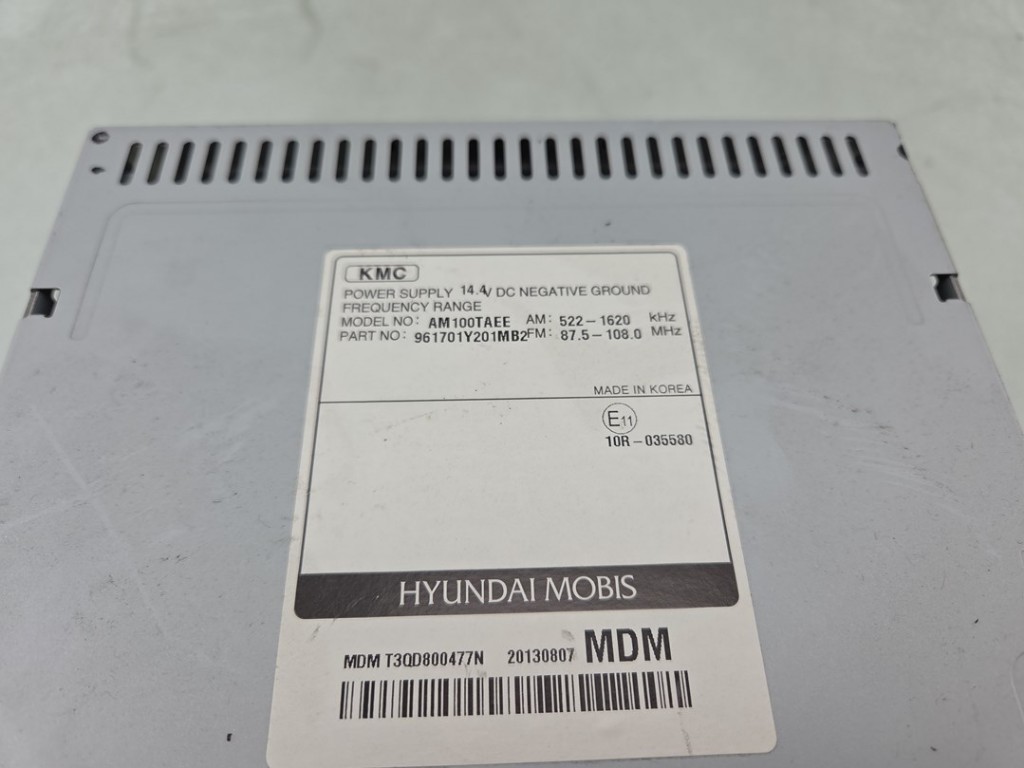 KMC
POWER SUPPLY 14.4V DC NEGATIVE GROUND
FREQUENCY RANGE
MODEL NO: AM100TAEE AM: 522-1620 kHz
PART NO: 961701Y201MB2 FM: 87.5-108.0 MHz
MADE IN KOREA
E11
10R-035580
HYUNDAI MOBIS
MDM T3QD800477N 20130807 MDM